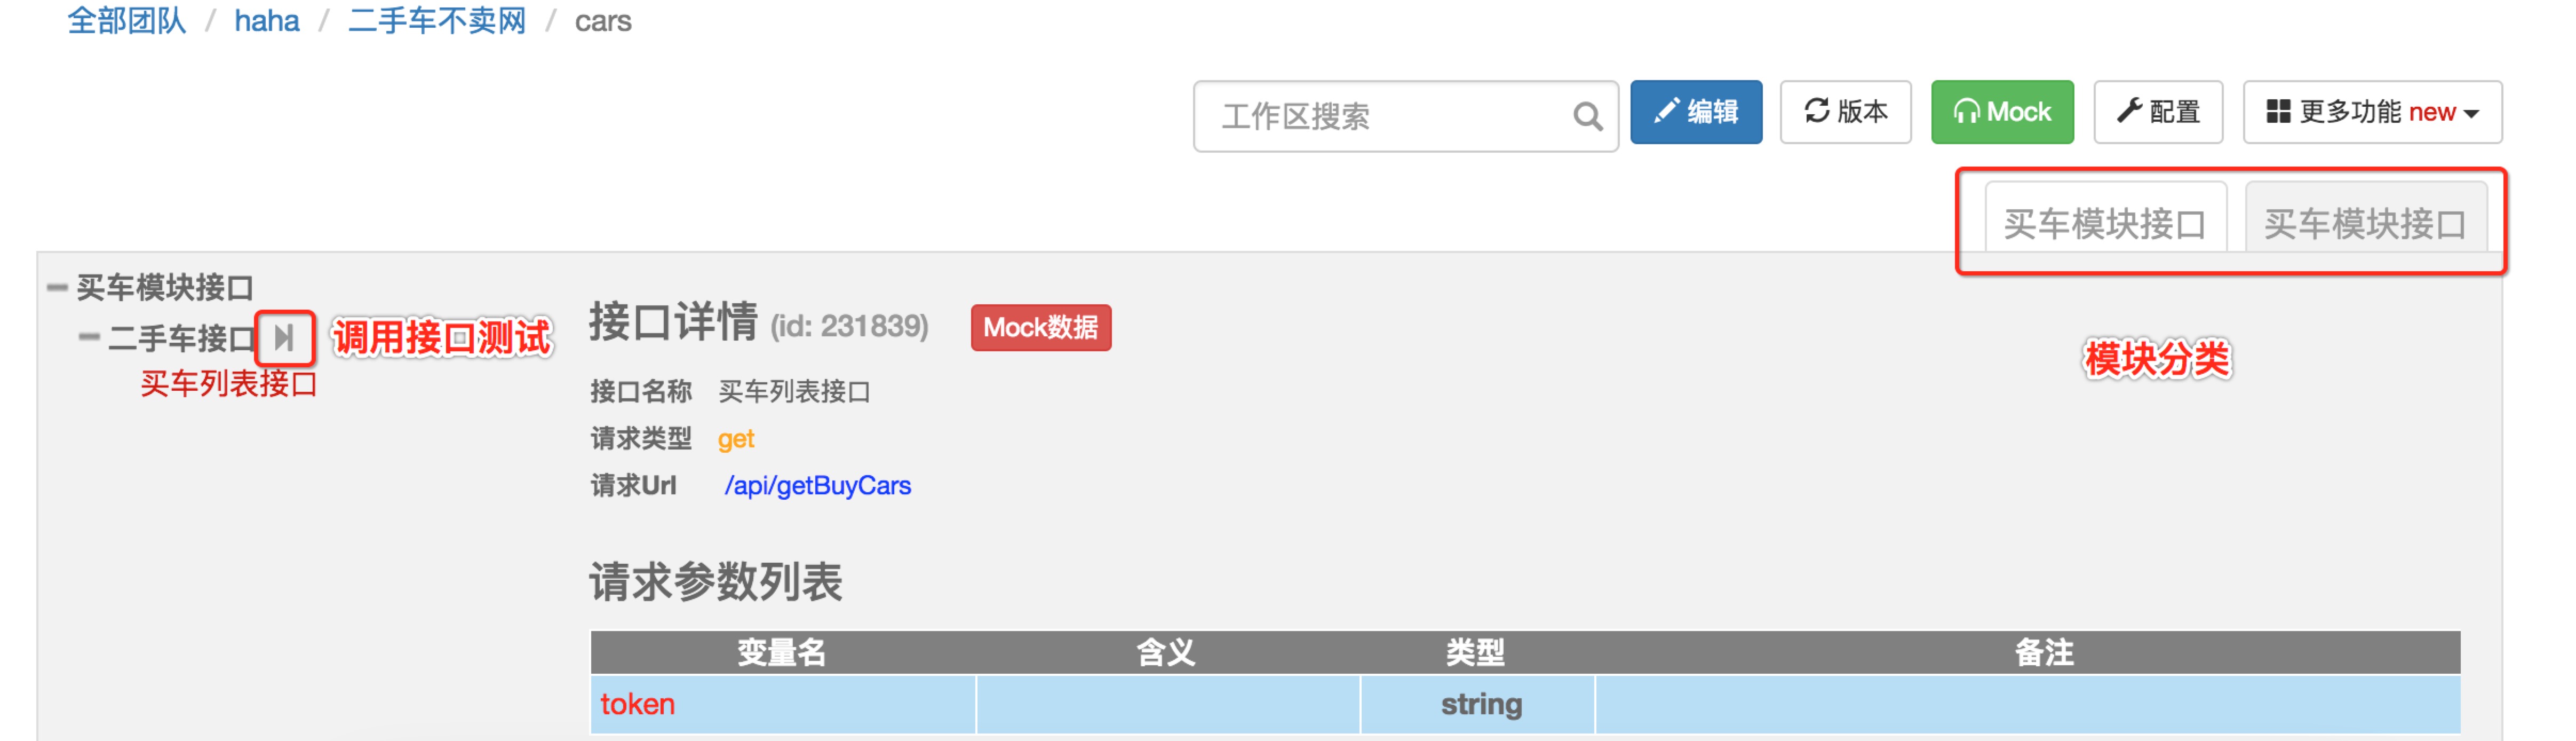 全部团队 / haha / 二手车不卖网 / cars
工作区搜索 编辑 版本 Mock 配置 更多功能 new
买车模块接口 买车模块接口
买车模块接口
二手车接口 调用接口测试
买车列表接口
接口详情 (id: 231839) Mock数据
模块分类
接口名称 买车列表接口
请求类型 get
请求Url /api/getBuyCars
请求参数列表
变量名 含义 类型 备注
token string